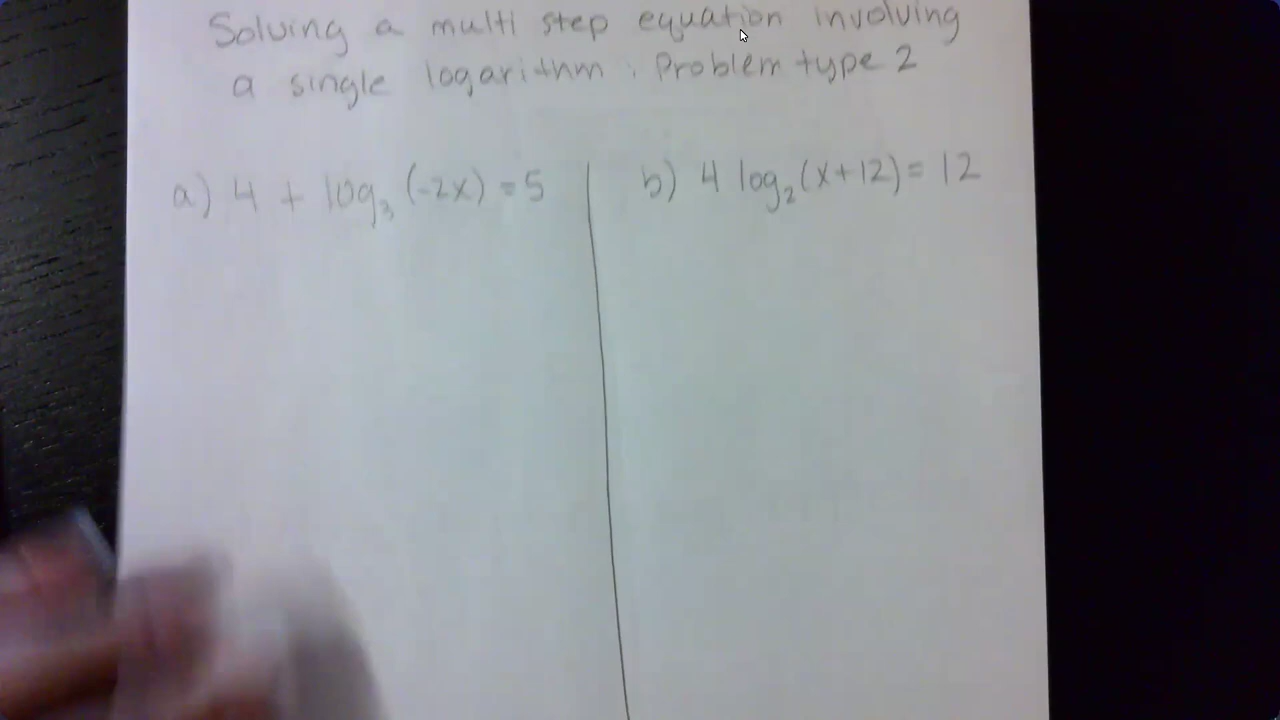 Solving a multi step equation involving
a single logarithm : Problem type 2
a) 4 + log₃ (-2x) = 5
b) 4 log₂ (x+12) = 12